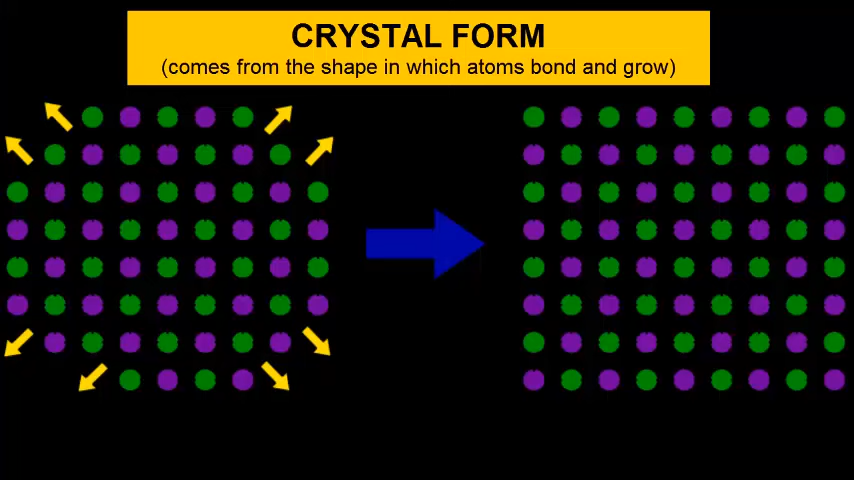 CRYSTAL FORM
(comes from the shape in which atoms bond and grow)